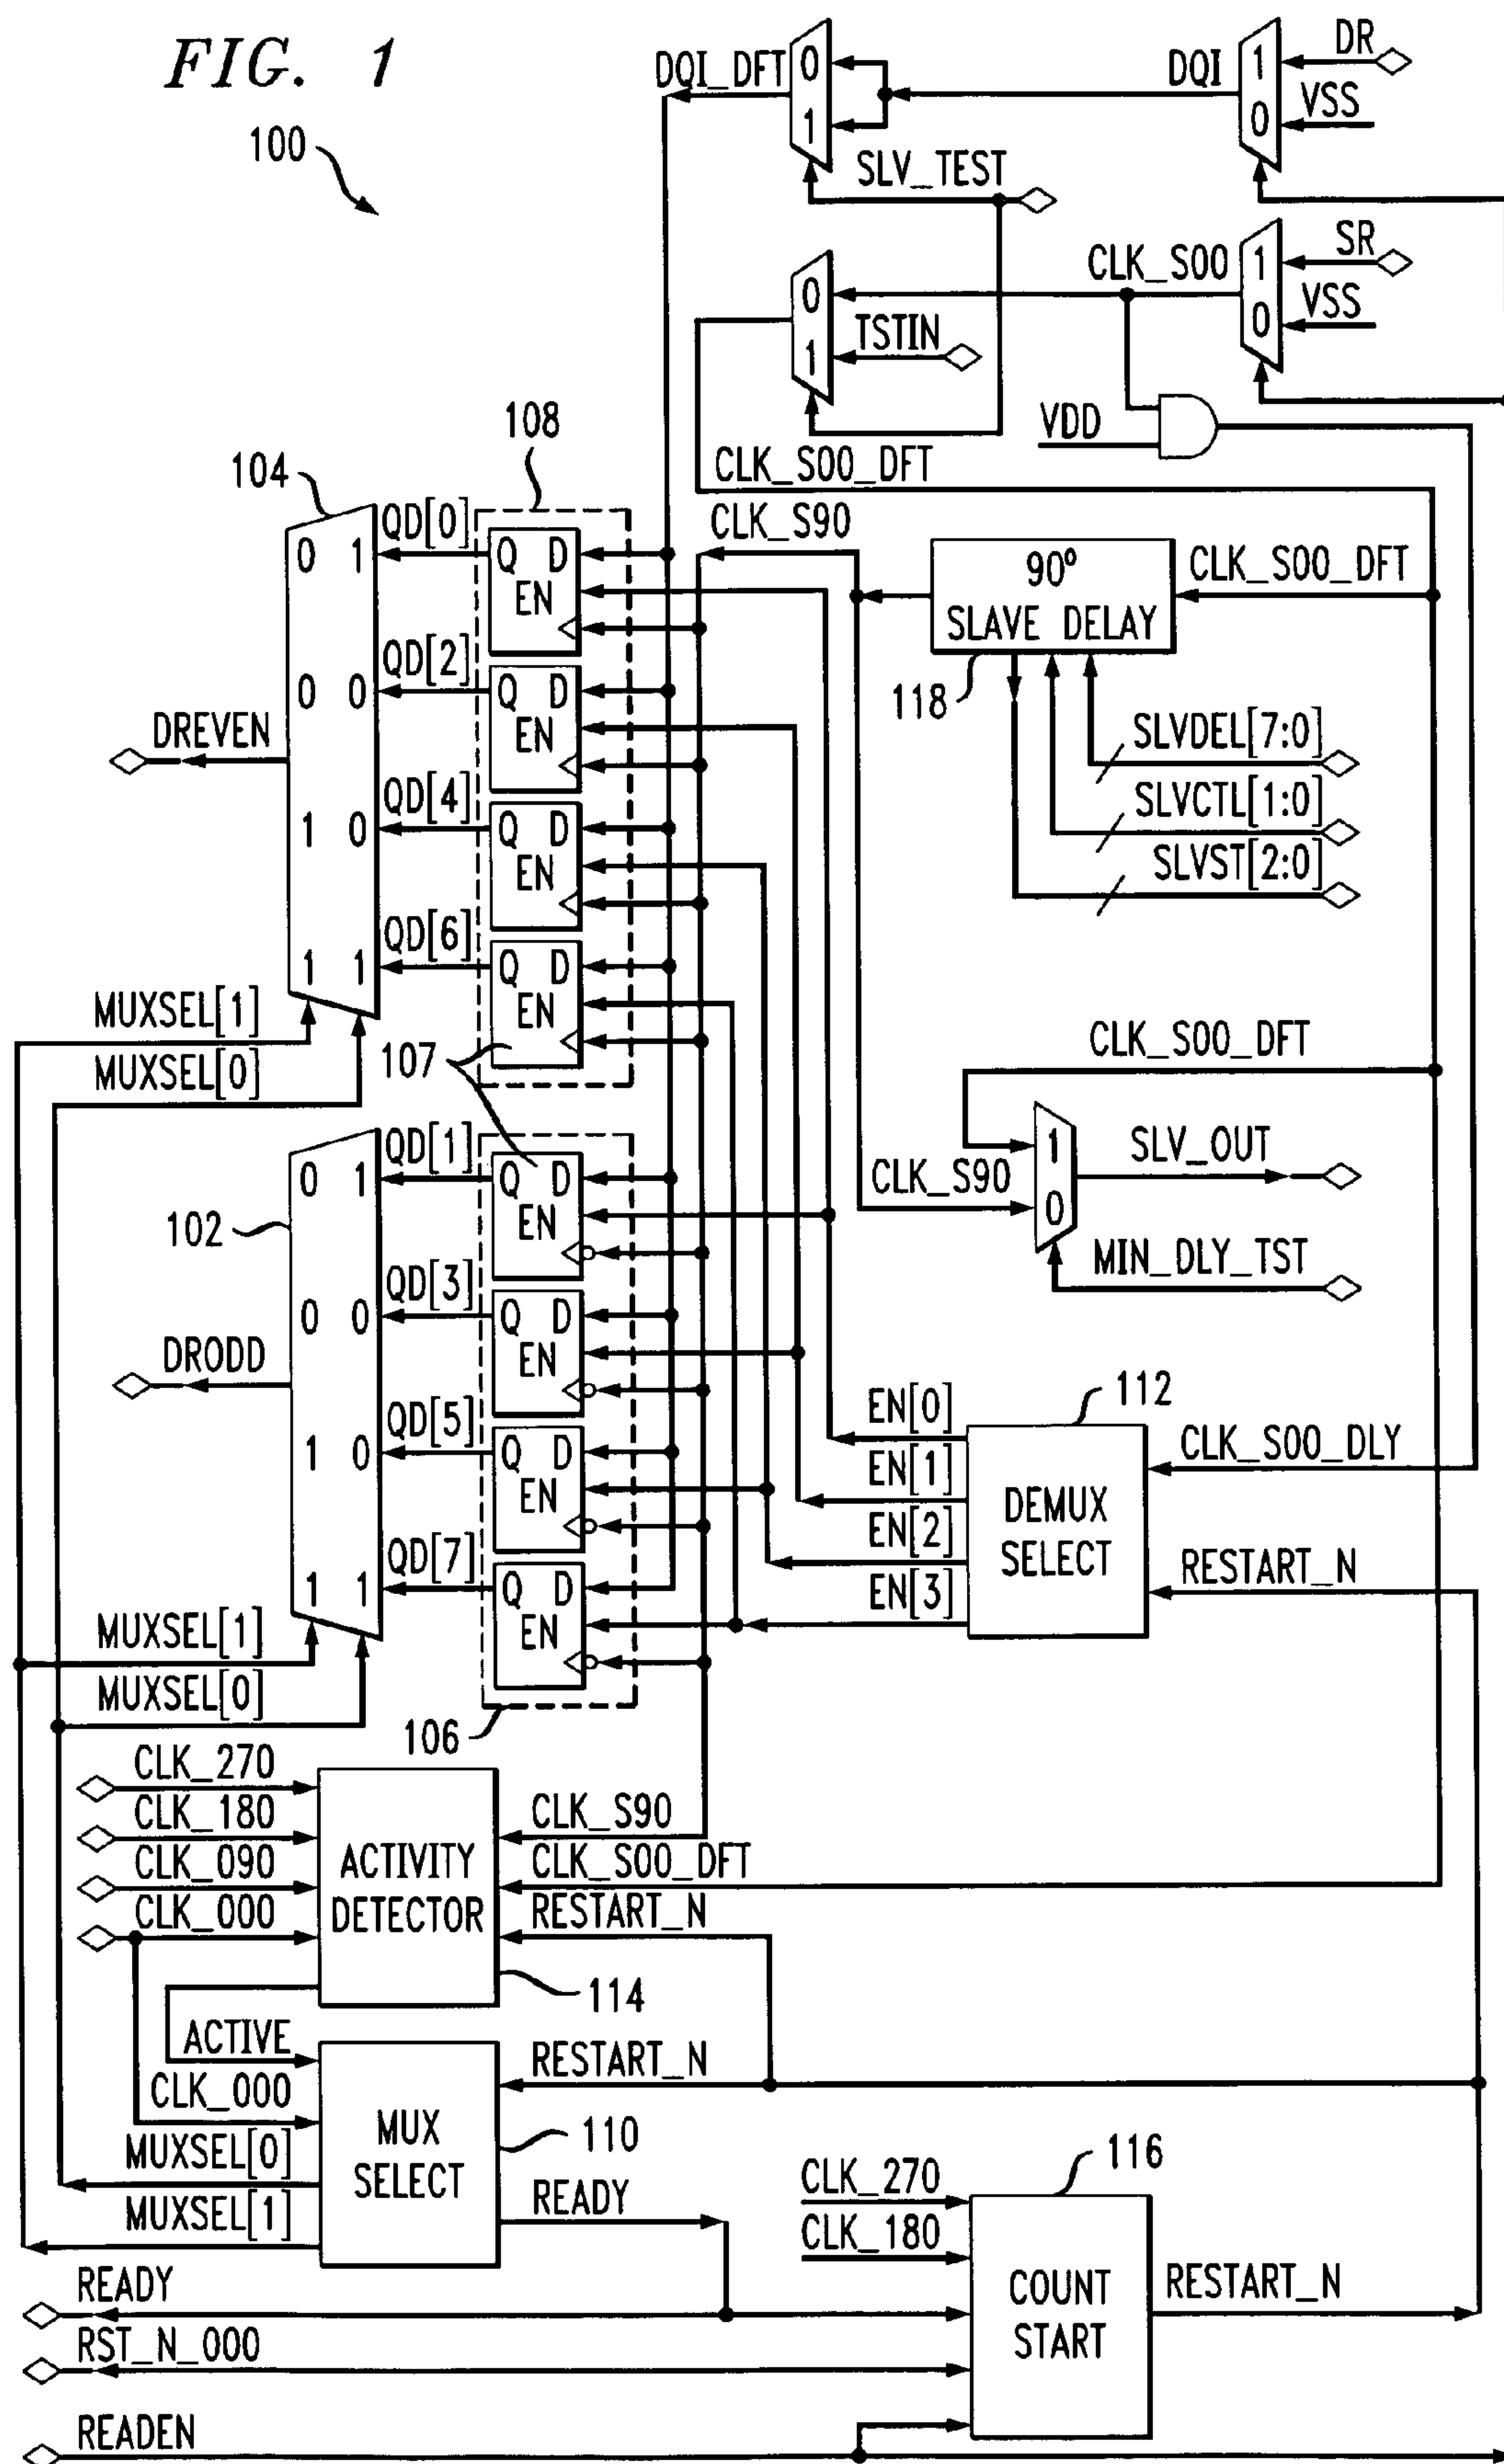 FIG. 1
100
DQI_DFT
0
1
DQI
1
0
DR
VSS
SLV_TEST
CLK_S00
0
1
TSTIN
1
0
SR
VSS
VDD
CLK_S00_DFT
108
104
CLK_S90
90°
SLAVE DELAY
CLK_S00_DFT
118
SLVDEL[7:0]
SLVCTL[1:0]
SLVST[2:0]
0 1
QD[0]
Q D
EN
0 0
QD[2]
Q D
EN
DREVEN
1 0
QD[4]
Q D
EN
1 1
QD[6]
Q D
EN
MUXSEL[1]
MUXSEL[0]
107
CLK_S00_DFT
1
0
SLV_OUT
CLK_S90
MIN_DLY_TST
102
0 1
QD[1]
Q D
EN
0 0
QD[3]
Q D
EN
DRODD
1 0
QD[5]
Q D
EN
1 1
QD[7]
Q D
EN
MUXSEL[1]
MUXSEL[0]
106
EN[0]
EN[1]
EN[2]
EN[3]
DEMUX
SELECT
112
CLK_S00_DLY
RESTART_N
CLK_270
CLK_180
CLK_090
CLK_000
ACTIVITY
DETECTOR
CLK_S90
CLK_S00_DFT
RESTART_N
114
ACTIVE
CLK_000
MUXSEL[0]
MUXSEL[1]
MUX
SELECT
RESTART_N
110
READY
116
CLK_270
CLK_180
COUNT
START
RESTART_N
READY
RST_N_000
READEN